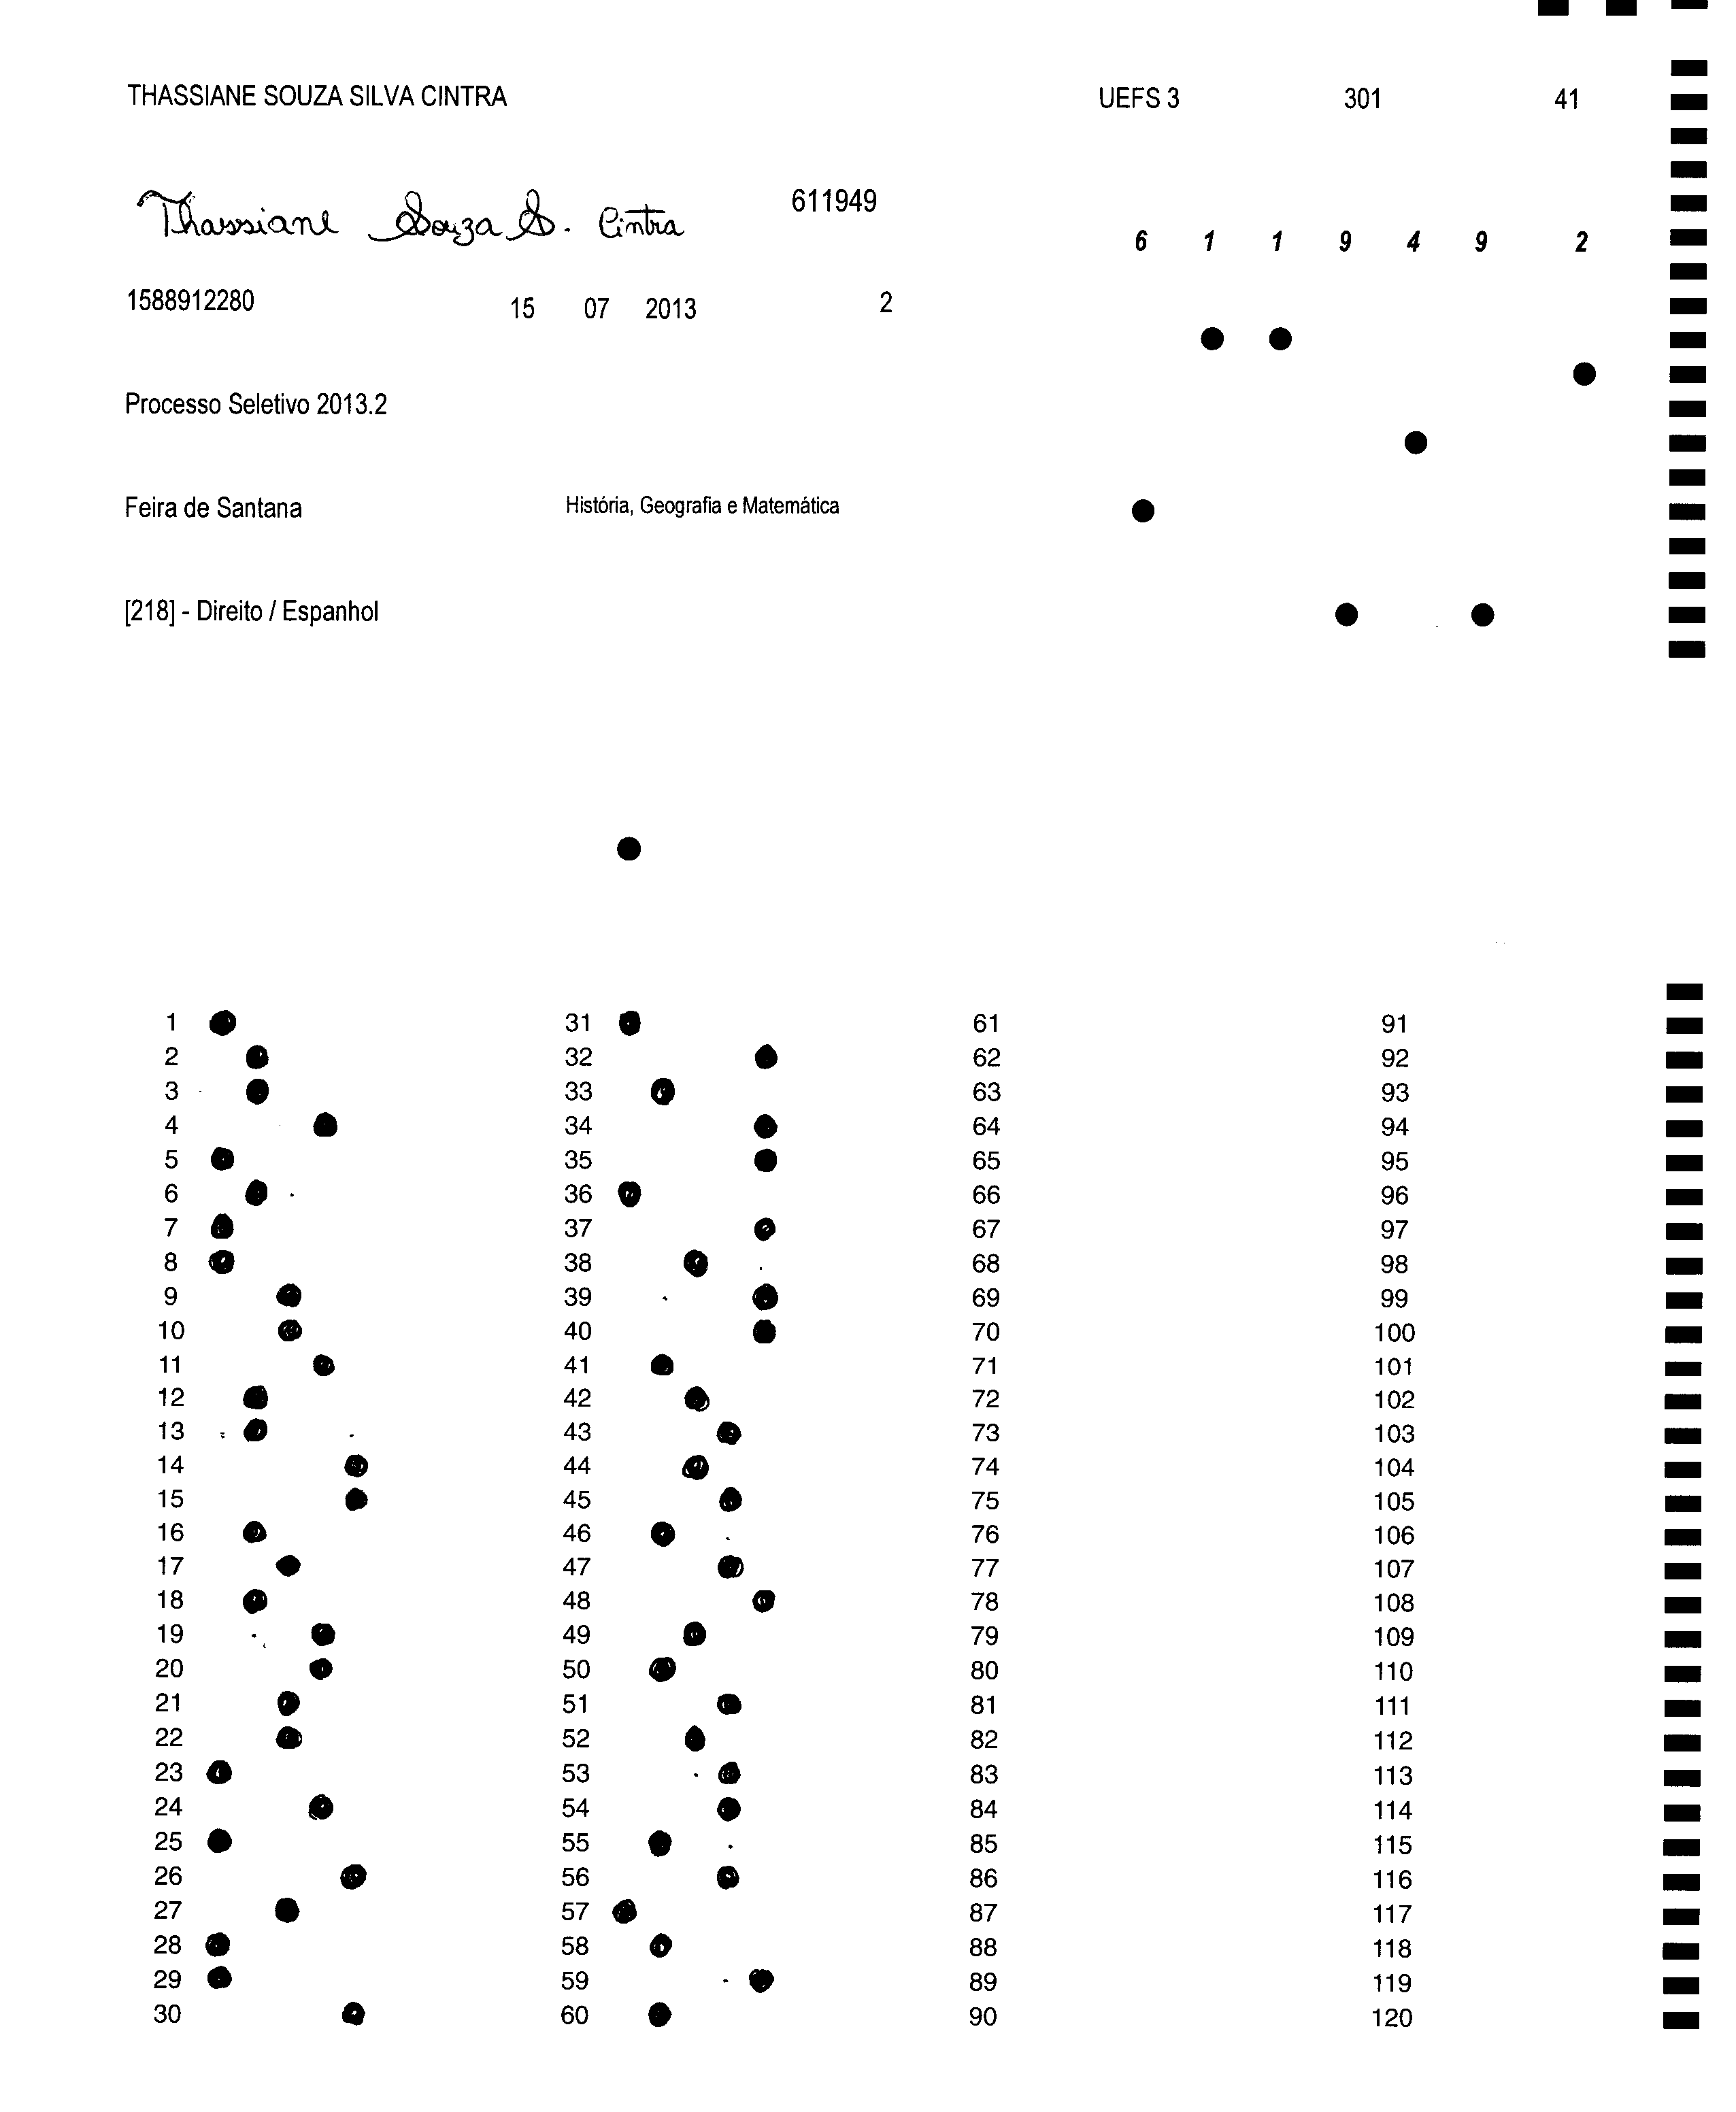 THASSIANE SOUZA SILVA CINTRA UEFS 3 301 41
Thassiane Souza S. Cintra 611949
6 1 1 9 4 9 2
1588912280 15 07 2013 2
Processo Seletivo 2013.2
Feira de Santana História, Geografia e Matemática
[218] - Direito / Espanhol
1 31 61 91
2 32 62 92
3 33 63 93
4 34 64 94
5 35 65 95
6 36 66 96
7 37 67 97
8 38 68 98
9 39 69 99
10 40 70 100
11 41 71 101
12 42 72 102
13 43 73 103
14 44 74 104
15 45 75 105
16 46 76 106
17 47 77 107
18 48 78 108
19 49 79 109
20 50 80 110
21 51 81 111
22 52 82 112
23 53 83 113
24 54 84 114
25 55 85 115
26 56 86 116
27 57 87 117
28 58 88 118
29 59 89 119
30 60 90 120